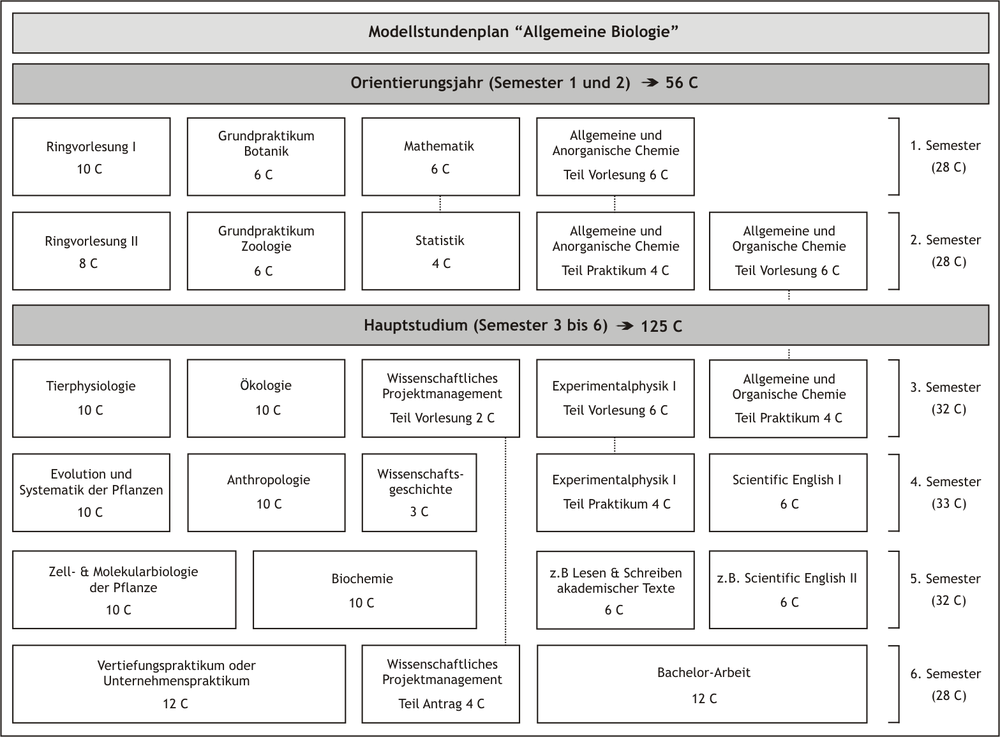 Modellstundenplan “Allgemeine Biologie”
Orientierungsjahr (Semester 1 und 2) ➔ 56 C
Ringvorlesung I
10 C
Grundpraktikum
Botanik
6 C
Mathematik
6 C
Allgemeine und
Anorganische Chemie
Teil Vorlesung 6 C
1. Semester
(28 C)
Ringvorlesung II
8 C
Grundpraktikum
Zoologie
6 C
Statistik
4 C
Allgemeine und
Anorganische Chemie
Teil Praktikum 4 C
Allgemeine und
Organische Chemie
Teil Vorlesung 6 C
2. Semester
(28 C)
Hauptstudium (Semester 3 bis 6) ➔ 125 C
Tierphysiologie
10 C
Ökologie
10 C
Wissenschaftliches
Projektmanagement
Teil Vorlesung 2 C
Experimentalphysik I
Teil Vorlesung 6 C
Allgemeine und
Organische Chemie
Teil Praktikum 4 C
3. Semester
(32 C)
Evolution und
Systematik der Pflanzen
10 C
Anthropologie
10 C
Wissenschafts-
geschichte
3 C
Experimentalphysik I
Teil Praktikum 4 C
Scientific English I
6 C
4. Semester
(33 C)
Zell- & Molekularbiologie
der Pflanze
10 C
Biochemie
10 C
z.B Lesen & Schreiben
akademischer Texte
6 C
z.B. Scientific English II
6 C
5. Semester
(32 C)
Vertiefungspraktikum oder
Unternehmenspraktikum
12 C
Wissenschaftliches
Projektmanagement
Teil Antrag 4 C
Bachelor-Arbeit
12 C
6. Semester
(28 C)